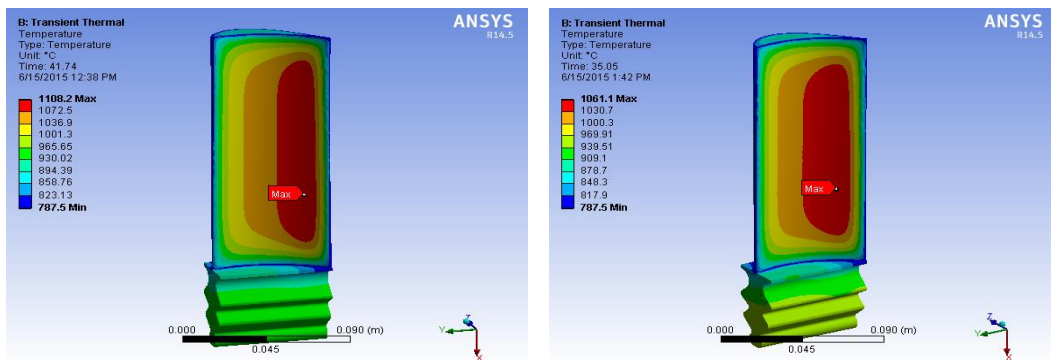 B: Transient Thermal
Temperature
Type: Temperature
Unit: °C
Time: 41.74
6/15/2015 12:38 PM
1108.2 Max
1072.5
1036.9
1001.3
965.65
930.02
894.39
858.76
823.13
787.5 Min
ANSYS
R14.5
Max
0.000
0.090 (m)
0.045
Y
Z
X
B: Transient Thermal
Temperature
Type: Temperature
Unit: °C
Time: 35.05
6/15/2015 1:42 PM
1061.1 Max
1030.7
1000.3
969.91
939.51
909.1
878.7
848.3
817.9
787.5 Min
ANSYS
R14.5
Max
0.000
0.090 (m)
0.045
Y
Z
X